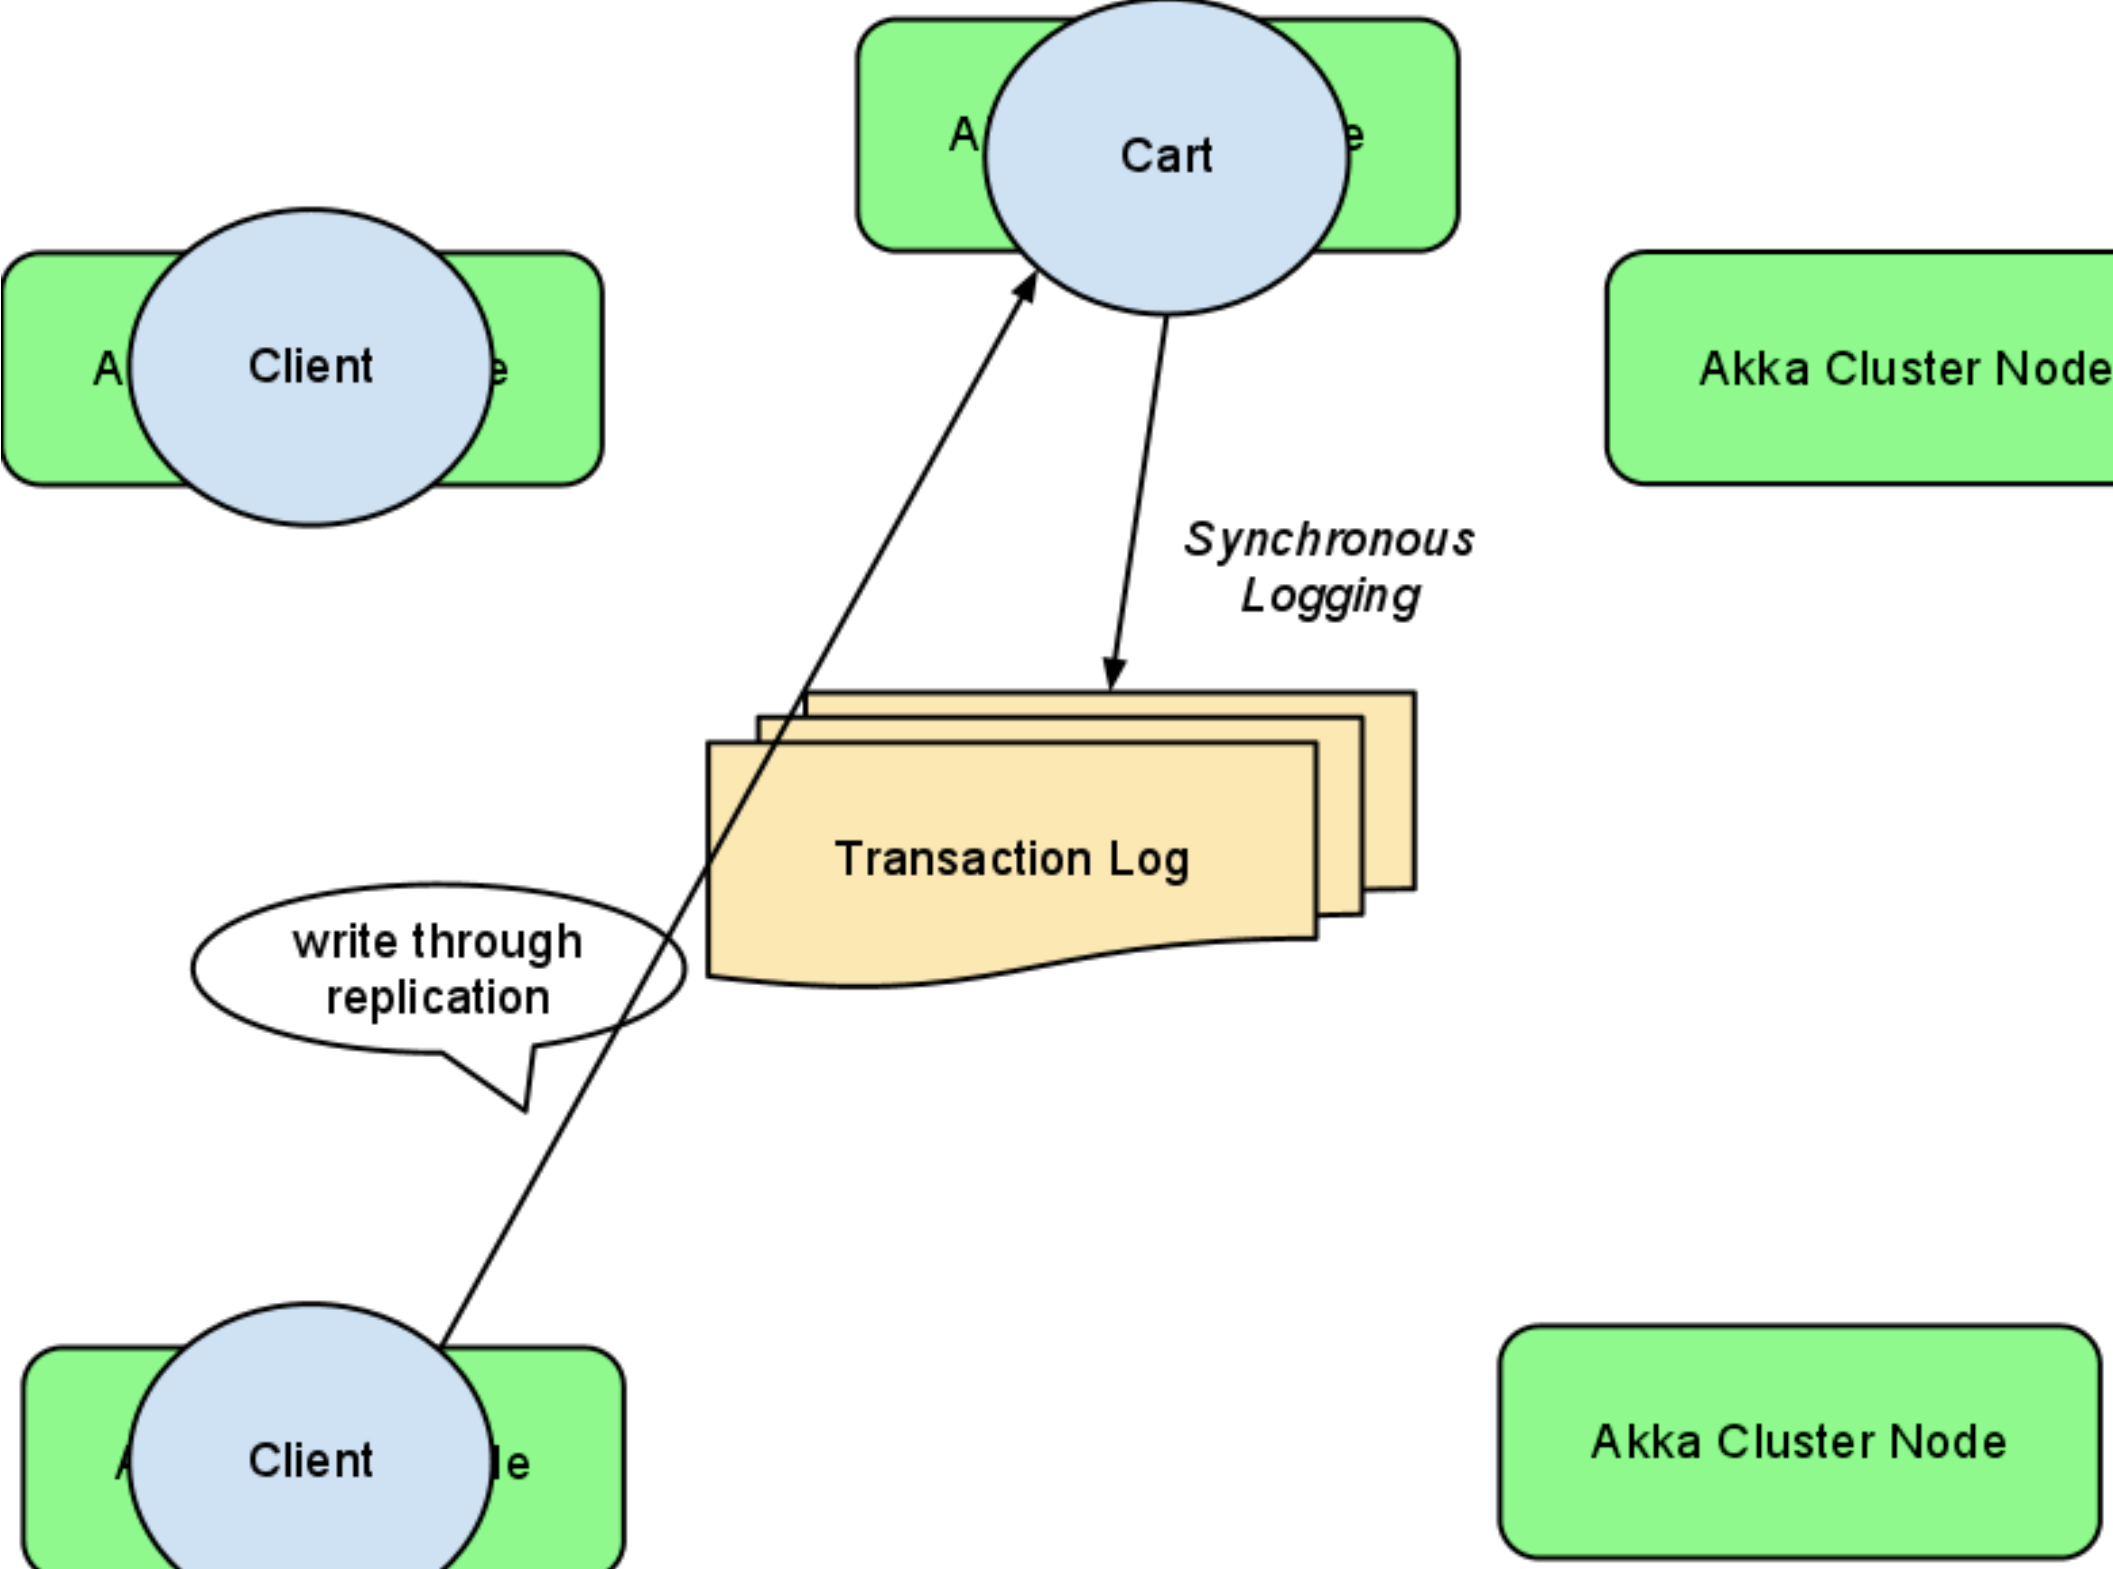 Cart
Client
Akka Cluster Node
Synchronous
Logging
Transaction Log
write through
replication
Client
Akka Cluster Node